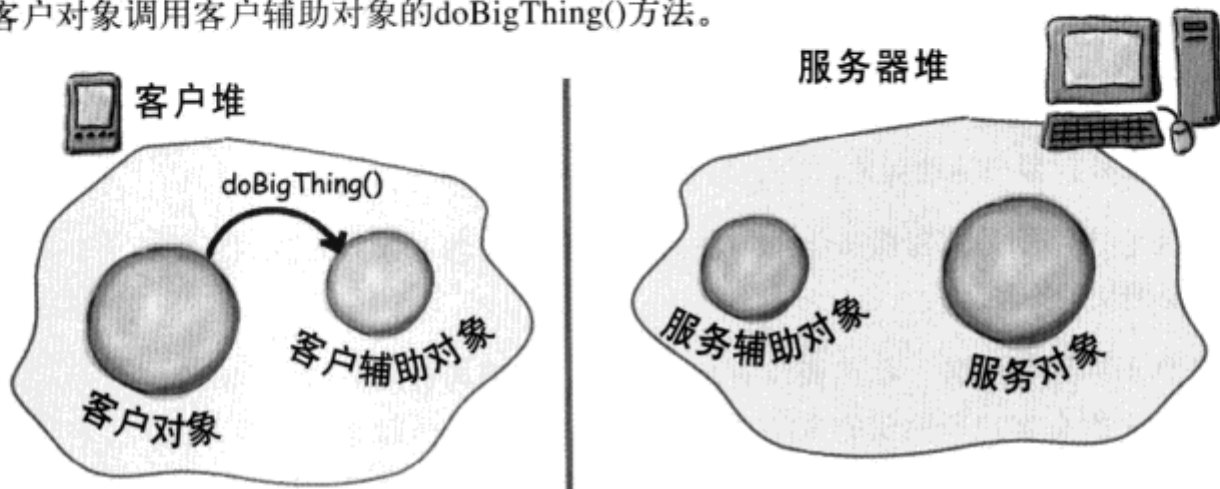 客户对象调用客户辅助对象的doBigThing()方法。
客户堆
doBigThing()
客户对象
客户辅助对象
服务器堆
服务辅助对象
服务对象